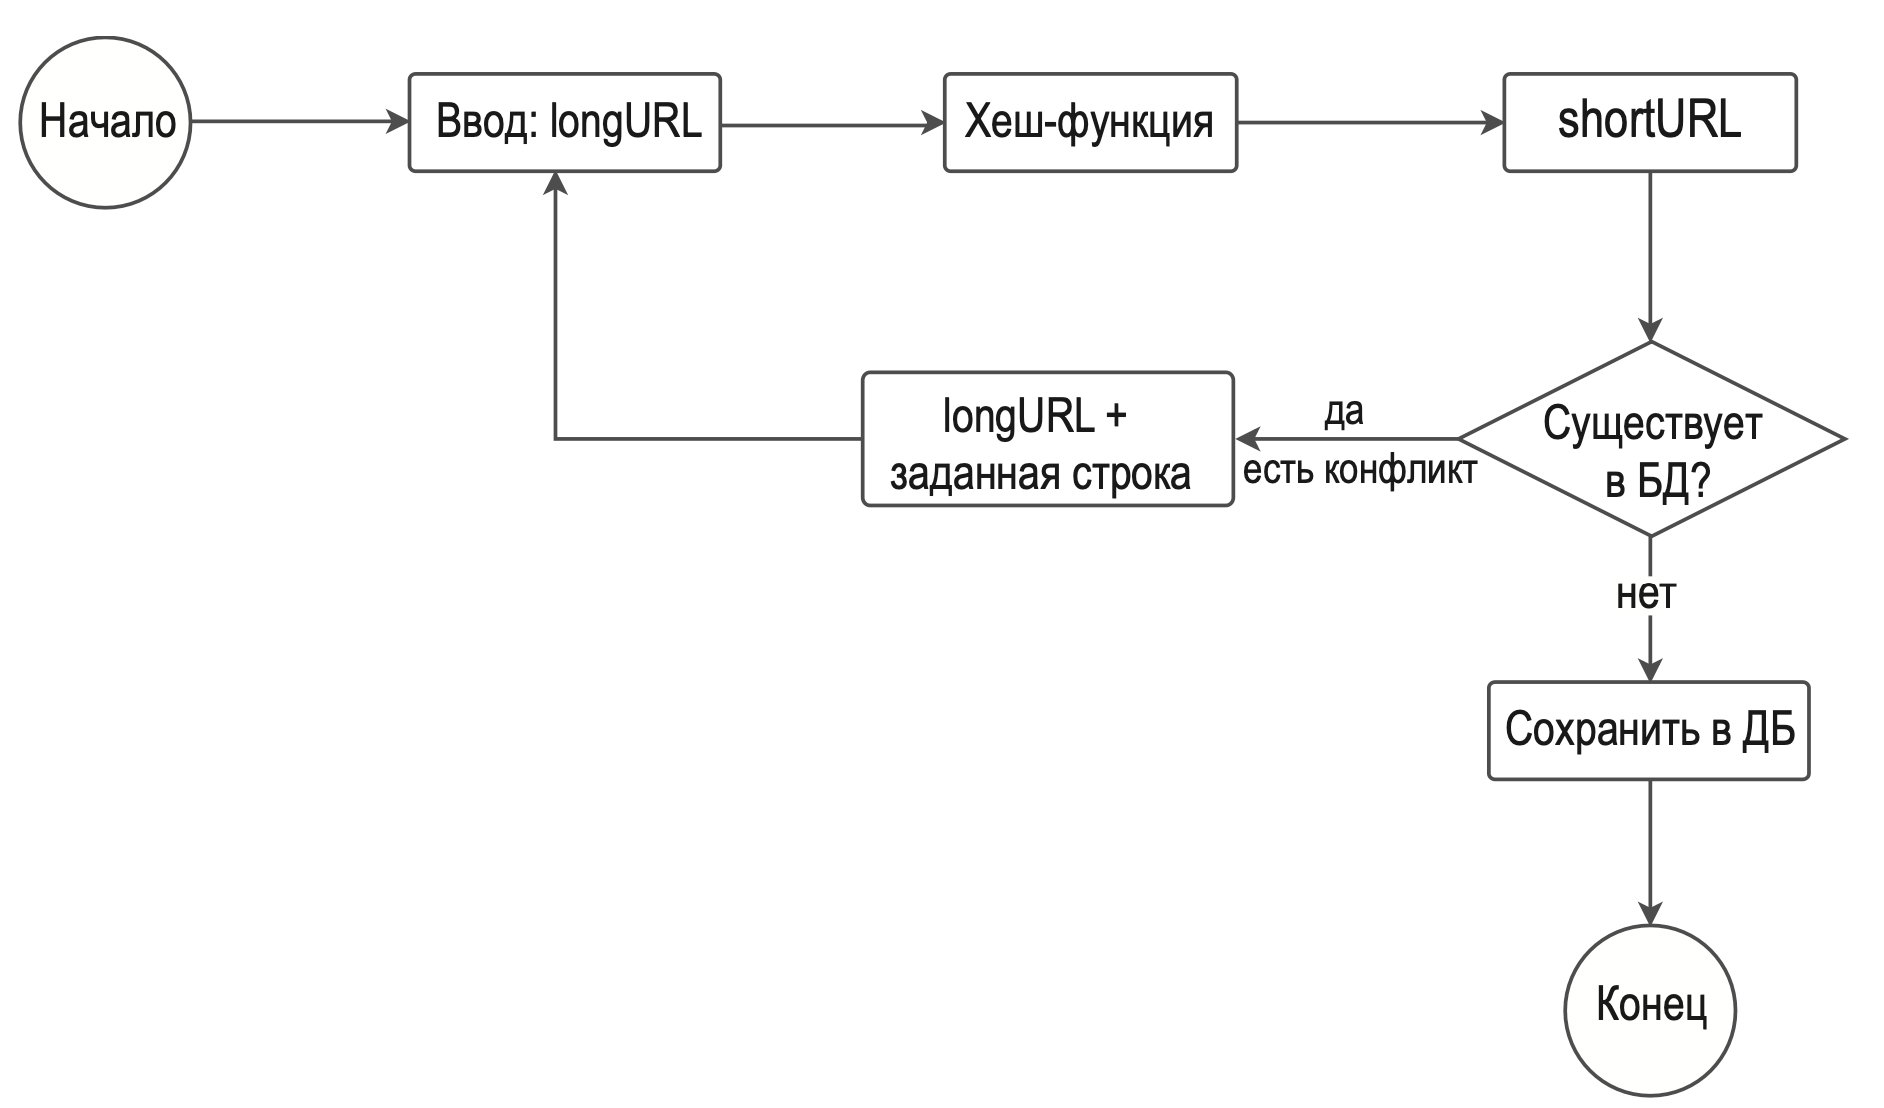 Начало
Ввод: longURL
Хеш-функция
shortURL
longURL +
заданная строка
да
есть конфликт
Существует
в БД?
нет
Сохранить в ДБ
Конец